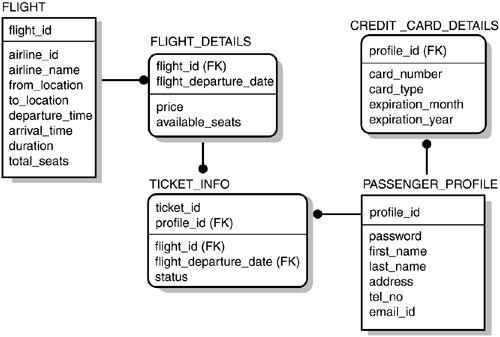 FLIGHT
flight_id
airline_id
airline_name
from_location
to_location
departure_time
arrival_time
duration
total_seats
FLIGHT_DETAILS
flight_id (FK)
flight_departure_date
price
available_seats
CREDIT _CARD_DETAILS
profile_id (FK)
card_number
card_type
expiration_month
expiration_year
TICKET_INFO
ticket_id
profile_id (FK)
flight_id (FK)
flight_departure_date (FK)
status
PASSENGER_PROFILE
profile_id
password
first_name
last_name
address
tel_no
email_id